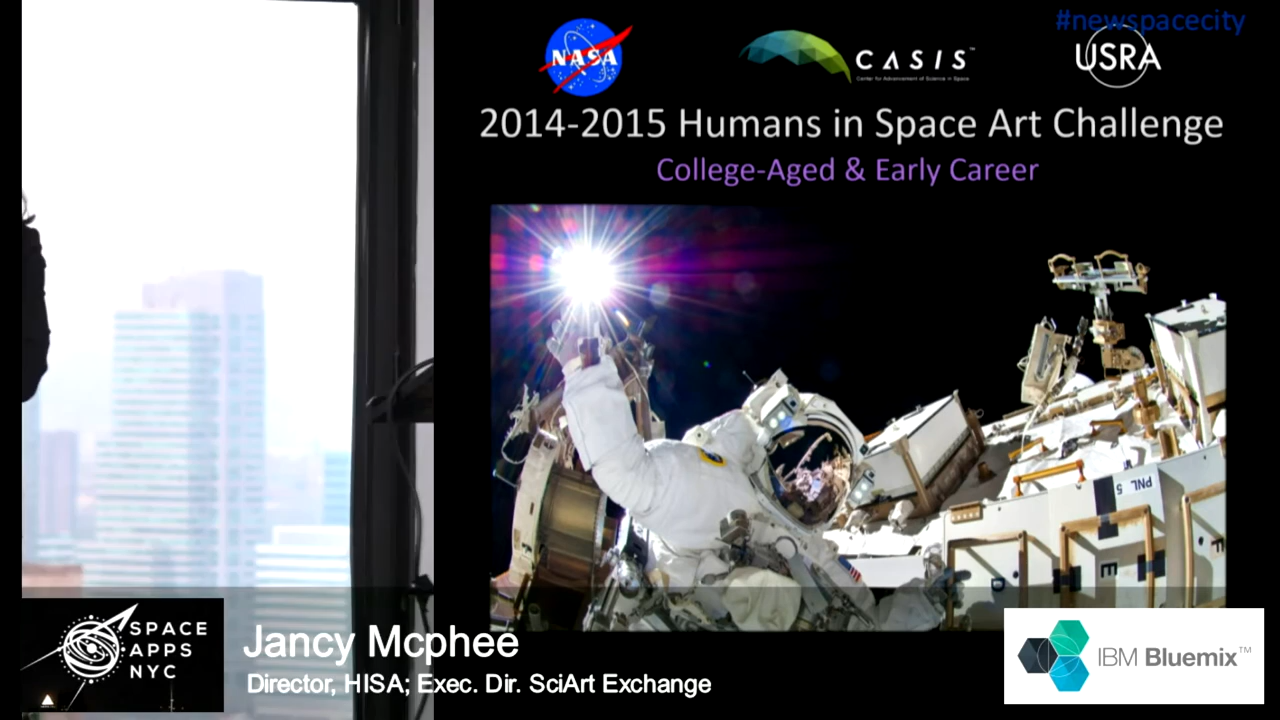 #newspacecity
NASA
CASIS™
Center for Advancement of Science in Space
USRA
2014-2015 Humans in Space Art Challenge
College-Aged & Early Career
PNL 5
SPACE
APPS
NYC
Jancy Mcphee
Director, HISA; Exec. Dir. SciArt Exchange
IBM Bluemix™